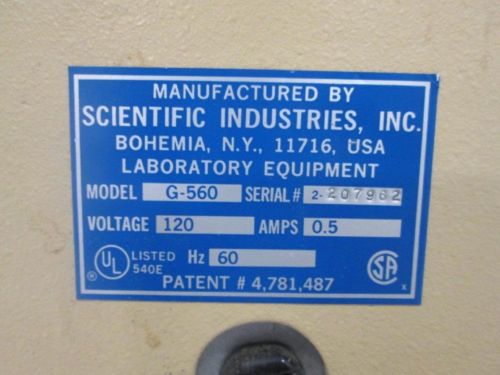 MANUFACTURED BY
SCIENTIFIC INDUSTRIES, INC.
BOHEMIA, N.Y., 11716, USA
LABORATORY EQUIPMENT
MODEL G-560 SERIAL# 2-207962
VOLTAGE 120 AMPS 0.5
UL ® LISTED 540E Hz 60 SA x
PATENT # 4,781,487